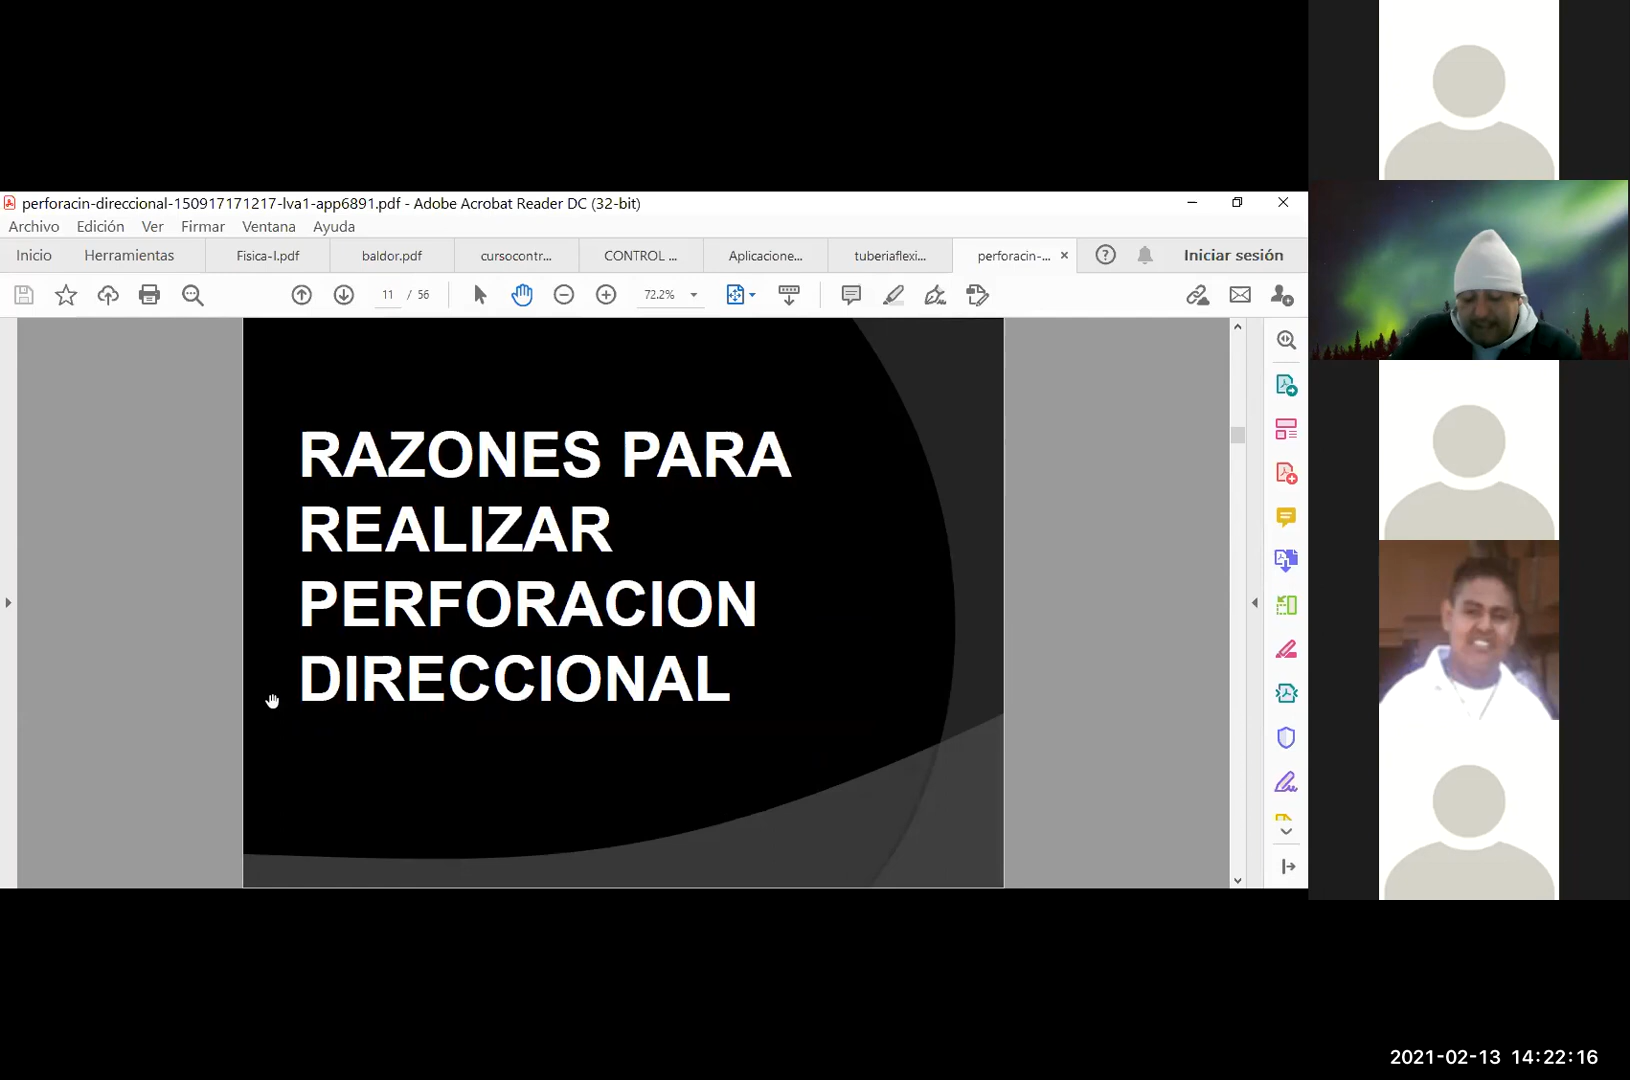 perforacin-direccional-150917171217-lva1-app6891.pdf - Adobe Acrobat Reader DC (32-bit)
Archivo Edición Ver Firmar Ventana Ayuda
Inicio Herramientas Fisica-I.pdf baldor.pdf cursocontr... CONTROL ... Aplicacione... tuberiaflexi... perforacin-... Iniciar sesión
11 / 56 72.2%
RAZONES PARA
REALIZAR
PERFORACION
DIRECCIONAL
2021-02-13 14:22:16